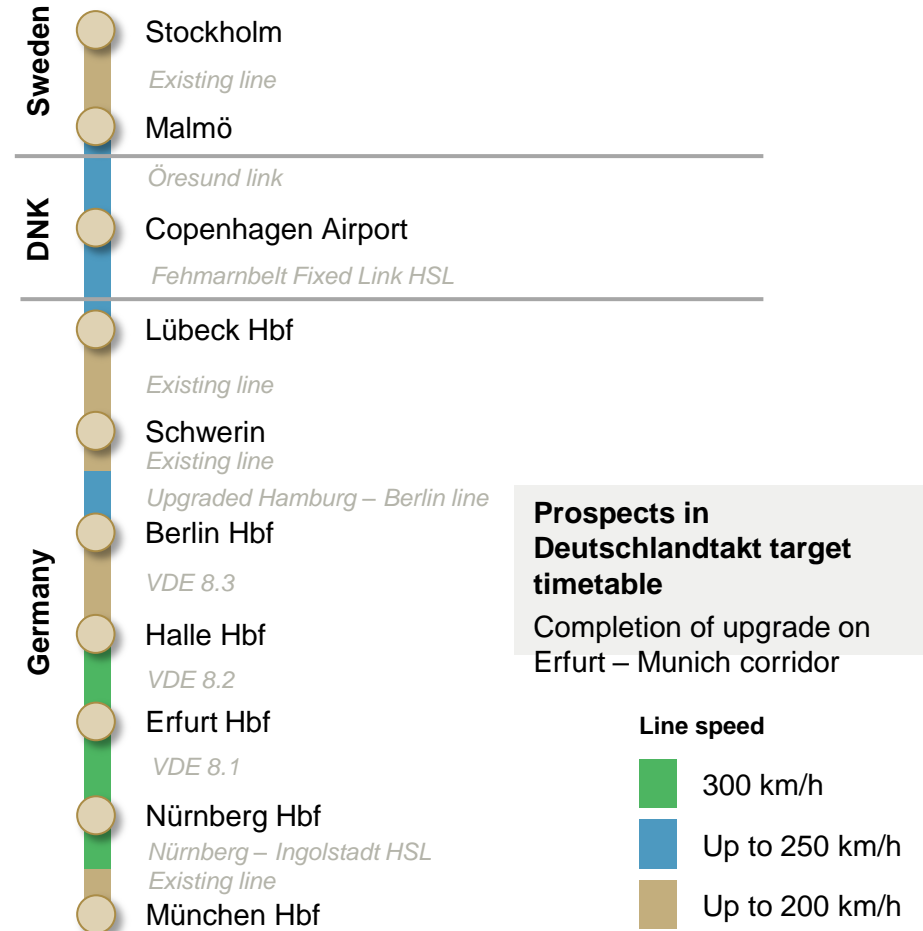 Sweden
Stockholm
Existing line
Malmö
DNK
Öresund link
Copenhagen Airport
Fehmarnbelt Fixed Link HSL
Germany
Lübeck Hbf
Existing line
Schwerin
Existing line
Upgraded Hamburg – Berlin line
Berlin Hbf
VDE 8.3
Halle Hbf
VDE 8.2
Erfurt Hbf
VDE 8.1
Nürnberg Hbf
Nürnberg – Ingolstadt HSL
Existing line
München Hbf
Prospects in
Deutschlandtakt target
timetable
Completion of upgrade on
Erfurt – Munich corridor
Line speed
300 km/h
Up to 250 km/h
Up to 200 km/h